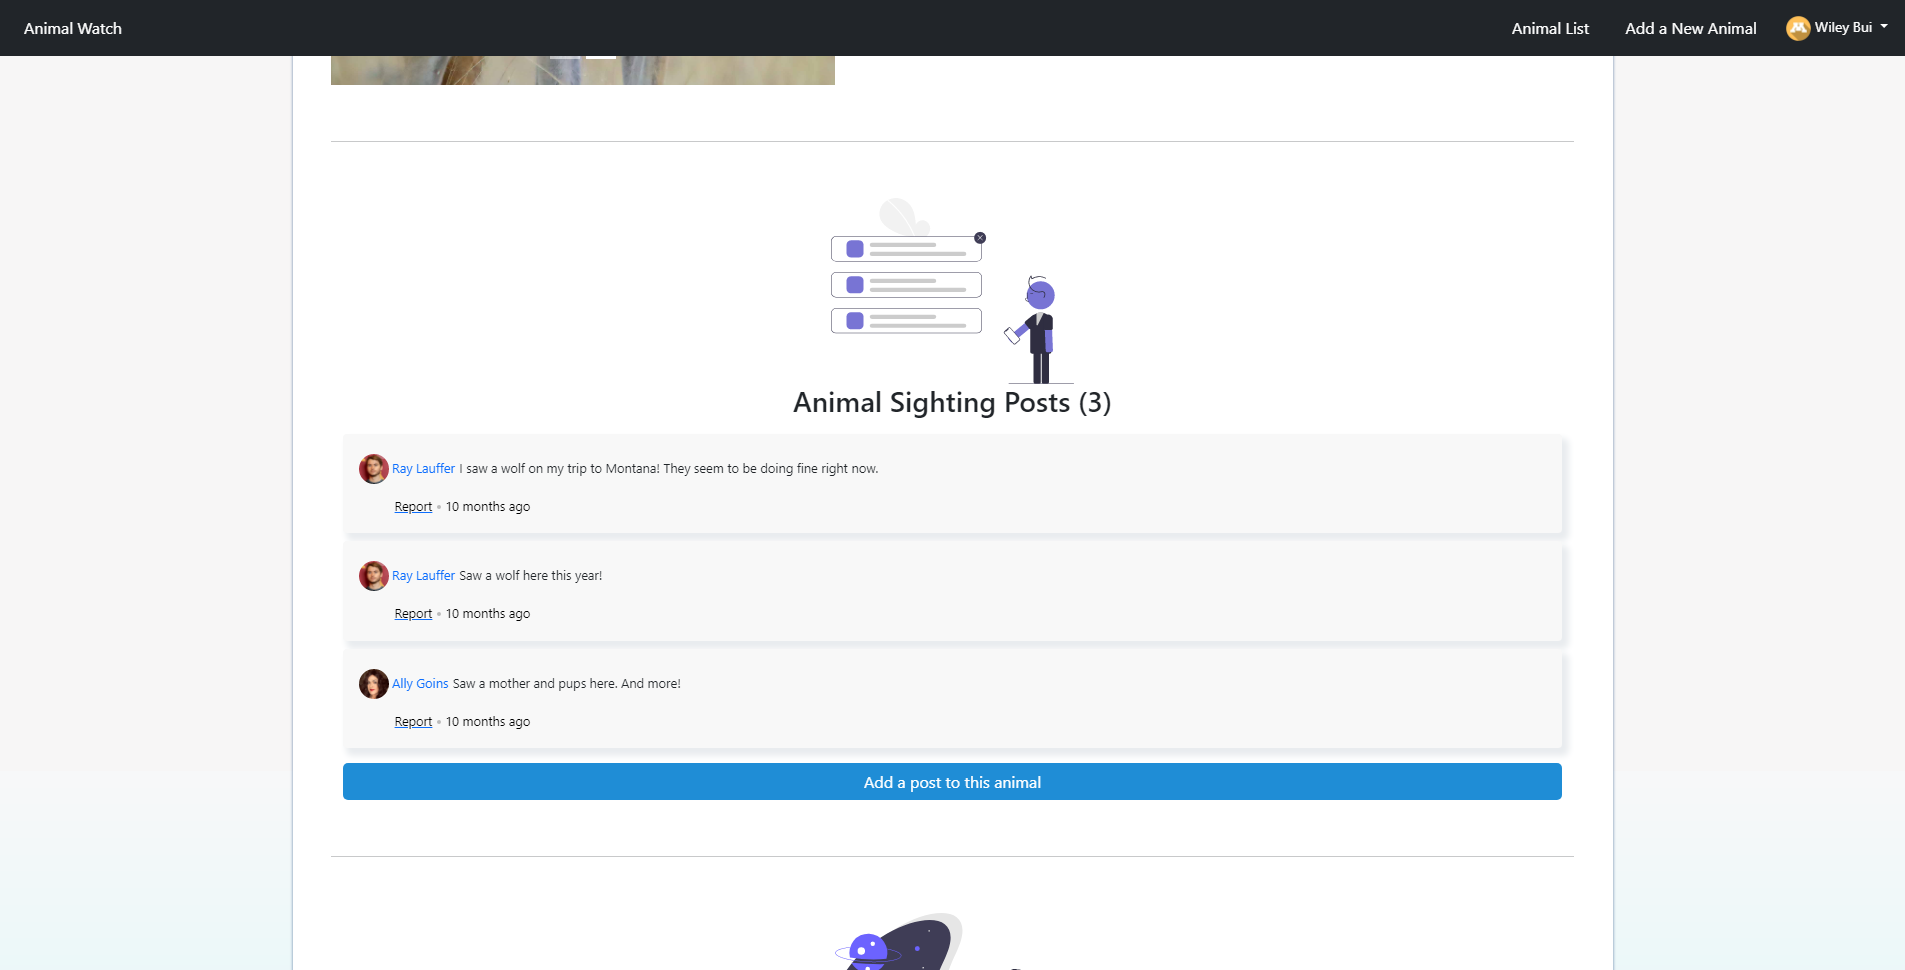 Animal Watch
Animal List
Add a New Animal
Wiley Bui
Animal Sighting Posts (3)
Ray Lauffer I saw a wolf on my trip to Montana! They seem to be doing fine right now.
Report • 10 months ago
Ray Lauffer Saw a wolf here this year!
Report • 10 months ago
Ally Goins Saw a mother and pups here. And more!
Report • 10 months ago
Add a post to this animal